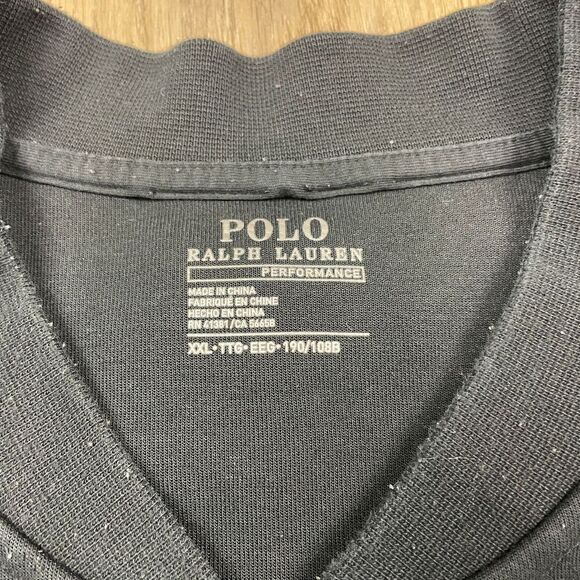 POLO
RALPH LAUREN
PERFORMANCE
MADE IN CHINA
FABRIQUÉ EN CHINE
HECHO EN CHINA
RN 41381/CA 5665B
XXL•TTG•EEG•190/108B